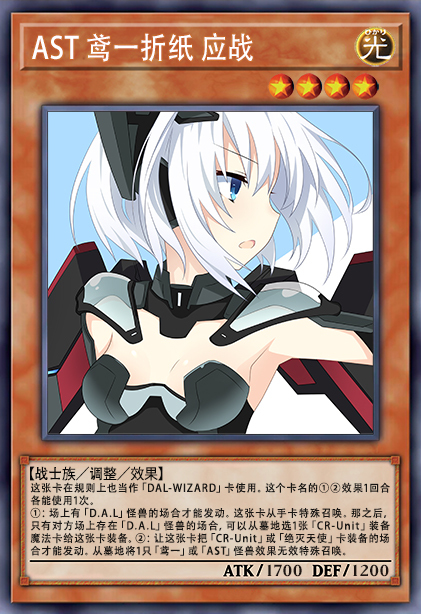 AST 鸢一折纸 应战
ひかり
光
【战士族／调整／效果】
这张卡在规则上也当作「DAL-WIZARD」卡使用。这个卡名的①②效果1回合
各能使用1次。
①：场上有「D.A.L」怪兽的场合才能发动。这张卡从手卡特殊召唤。那之后，
只有对方场上存在「D.A.L」怪兽的场合，可以从墓地选1张「CR-Unit」装备
魔法卡给这张卡装备。②：让这张卡把「CR-Unit」或「绝灭天使」卡装备的场
合才能发动。从墓地将1只「鸢一」或「AST」怪兽效果无效特殊召唤。
ATK/1700 DEF/1200